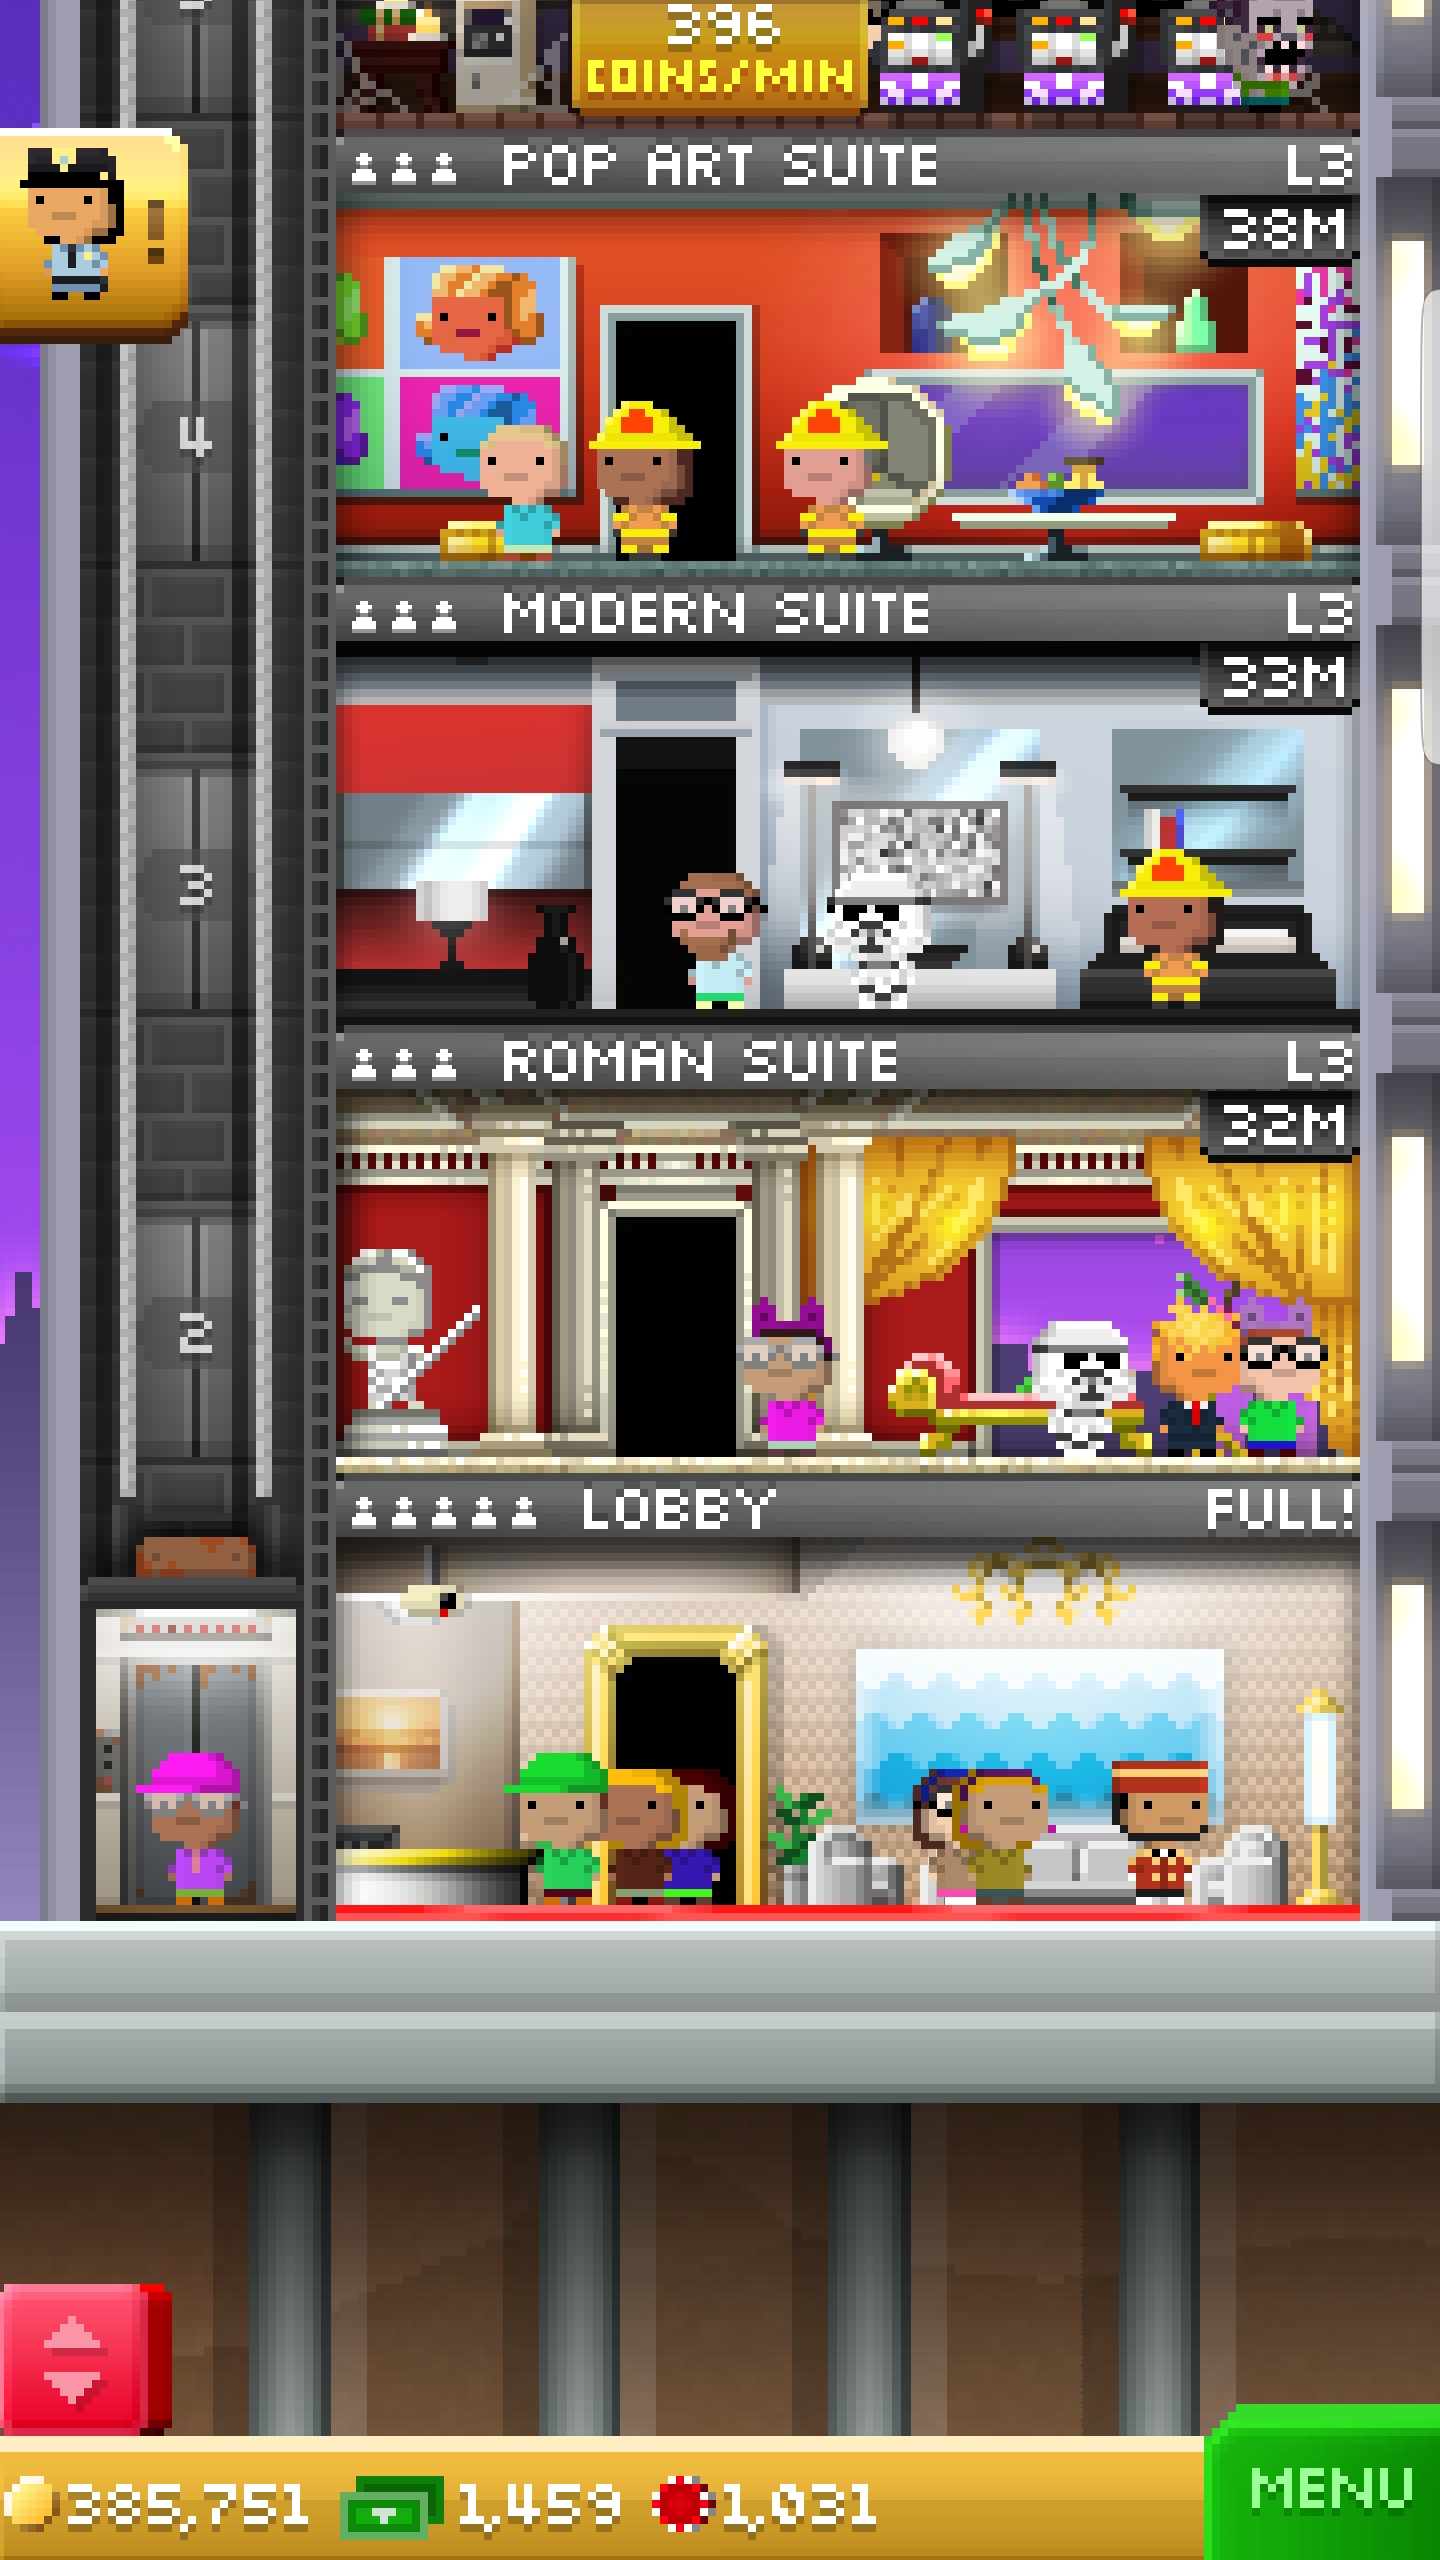 396
COINS/MIN
POP ART SUITE L3
38M
!
4
MODERN SUITE L3
33M
3
ROMAN SUITE L3
32M
2
LOBBY FULL!
385,751 1,459 1,031
MENU